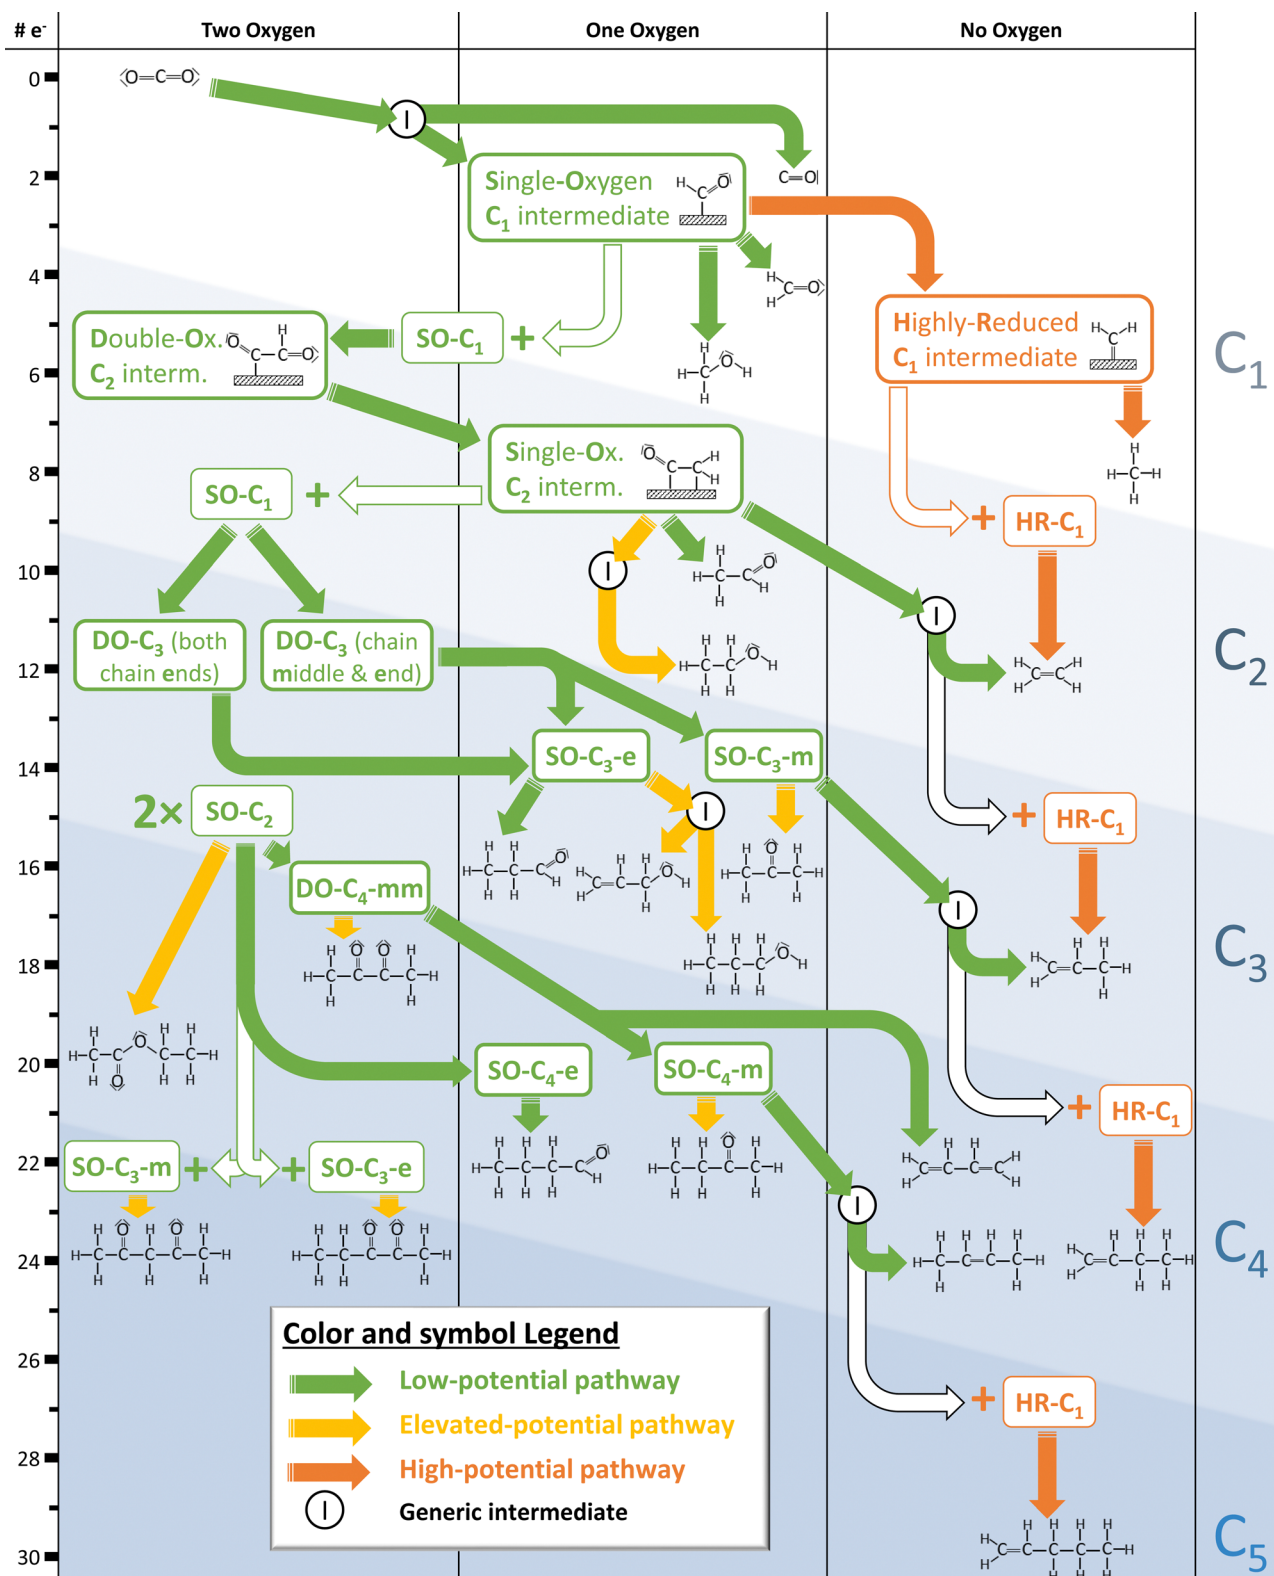 # e-
Two Oxygen
One Oxygen
No Oxygen
0
2
4
6
8
10
12
14
16
18
20
22
24
26
28
30
O=C=O
I
C=O
Single-Oxygen
C1 intermediate
H
C
O
H
C=O
H
H
H-C
O
H
H
Highly-Reduced
C1 intermediate
H
C
H
C1
Double-Ox.
C2 interm.
O
C-C
H
O
SO-C1
+
H
H-C-H
H
Single-Ox.
C2 interm.
O
C-C
H
H
SO-C1
+
+
HR-C1
I
H
H-C-C
O
H
H
I
DO-C3 (both
chain ends)
DO-C3 (chain
middle & end)
H H
H-C-C
O
H
H H
H
C=C
H
H
H
C2
SO-C3-e
SO-C3-m
2×
SO-C2
I
+
HR-C1
H H
H-C-C-C
O
H
H H
H
C=C-C
H
H
O
H
H
H O H
H-C-C-C-H
H H
DO-C4-mm
I
H O O H
H-C-C-C-C-H
H H
H H H
H-C-C-C
O
H
H H H
H
C=C-C-H
H
H H
H
C3
H
H-C-C
H
O
O
H H
C-C-H
H H
SO-C4-e
SO-C4-m
+
HR-C1
SO-C3-m
+
+
SO-C3-e
H H H
H-C-C-C-C
O
H
H H H
H H O H
H-C-C-C-C-H
H H H
H
C=C-C=C
H
H H
H
H
I
H O H O H
H-C-C-C-C-C-H
H H H
H H O O H
H-C-C-C-C-C-H
H H H
H H H
H-C-C=C-C-H
H H
H
C=C-C-C-H
H
H H H
H H
C4
Color and symbol Legend
Low-potential pathway
Elevated-potential pathway
High-potential pathway
I
Generic intermediate
+
HR-C1
H
C=C-C-C-C-H
H
H H H H
H H H
C5